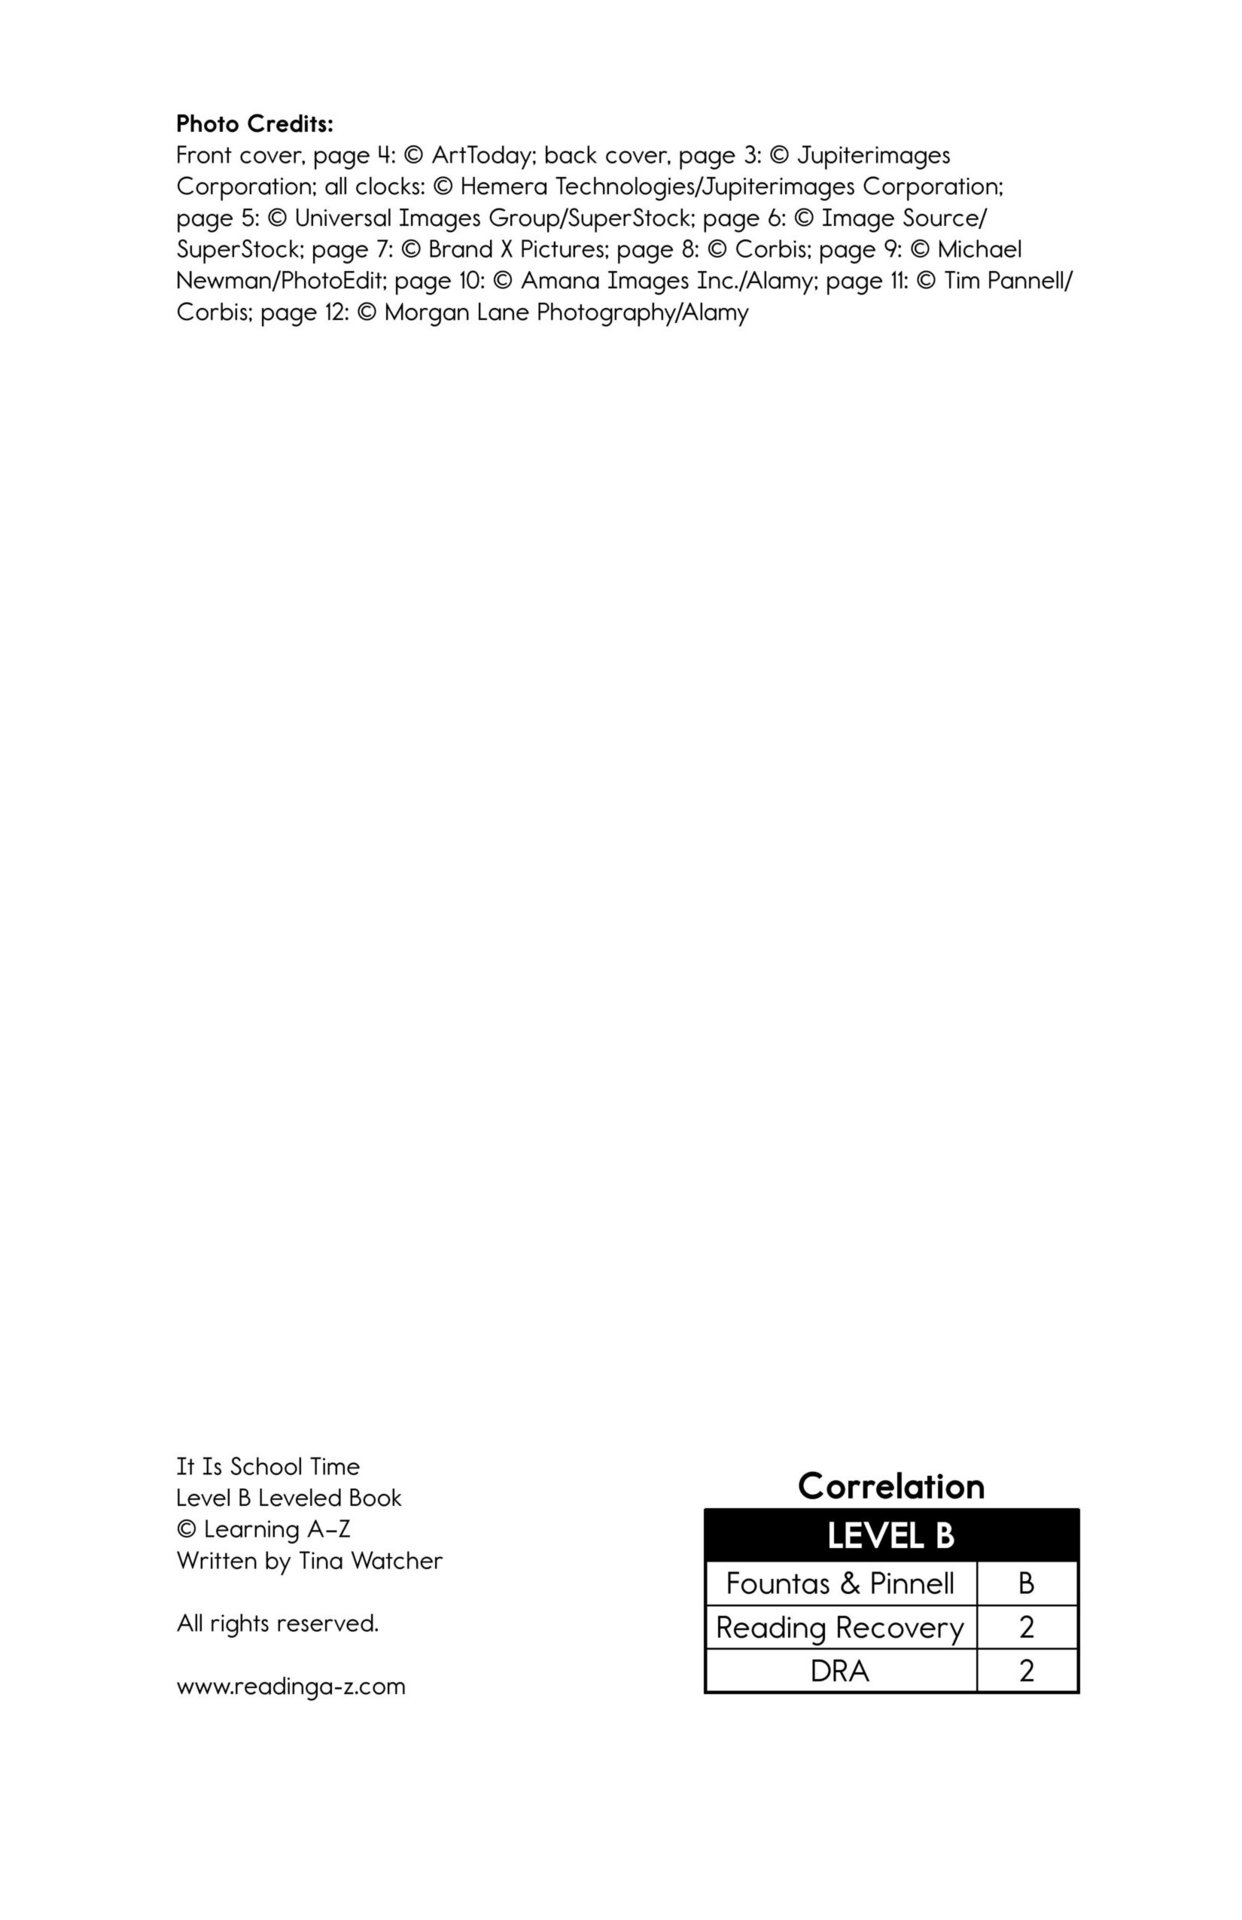 Photo Credits:
Front cover, page 4: © ArtToday; back cover, page 3: © Jupiterimages
Corporation; all clocks: © Hemera Technologies/Jupiterimages Corporation;
page 5: © Universal Images Group/SuperStock; page 6: © Image Source/
SuperStock; page 7: © Brand X Pictures; page 8: © Corbis; page 9: © Michael
Newman/PhotoEdit; page 10: © Amana Images Inc./Alamy; page 11: © Tim Pannell/
Corbis; page 12: © Morgan Lane Photography/Alamy
It Is School Time
Level B Leveled Book
© Learning A–Z
Written by Tina Watcher
All rights reserved.
www.readinga-z.com
Correlation
LEVEL B
Fountas & Pinnell B
Reading Recovery 2
DRA 2